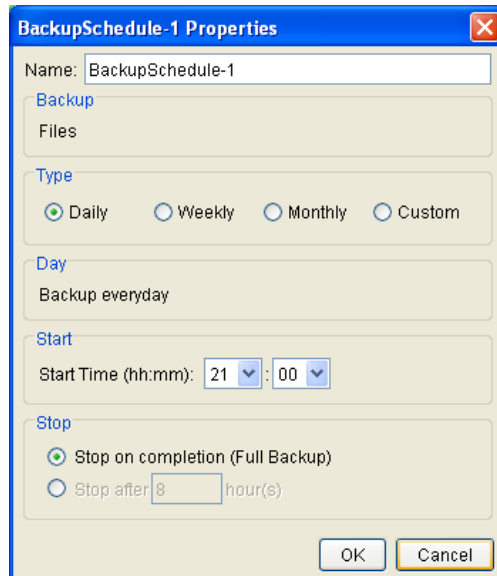 BackupSchedule-1 Properties
Name: BackupSchedule-1
Backup
Files
Type
Daily Weekly Monthly Custom
Day
Backup everyday
Start
Start Time (hh:mm): 21 : 00
Stop
Stop on completion (Full Backup)
Stop after 8 hour(s)
OK Cancel